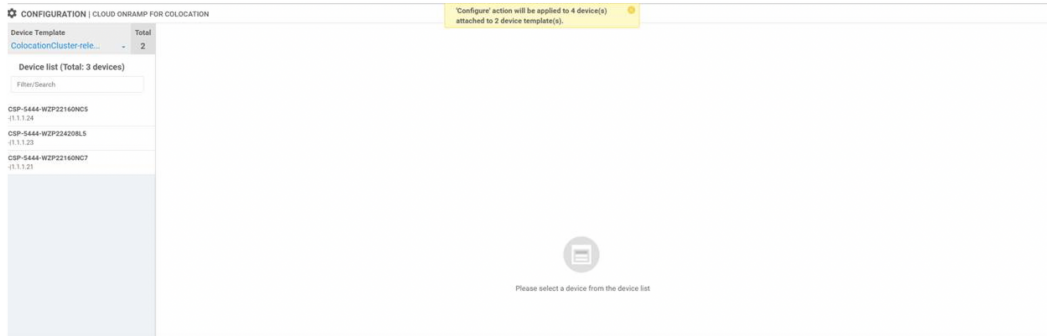 CONFIGURATION | CLOUD ONRAMP FOR COLOCATION
'Configure' action will be applied to 4 device(s)
attached to 2 device template(s).
Device Template Total
ColocationCluster-rele... 2
Device list (Total: 3 devices)
Filter/Search
CSP-5444-WZP22160NC5
-|1.1.1.24
CSP-5444-WZP224208L5
-|1.1.1.23
CSP-5444-WZP22160NC7
-|1.1.1.21
Please select a device from the device list